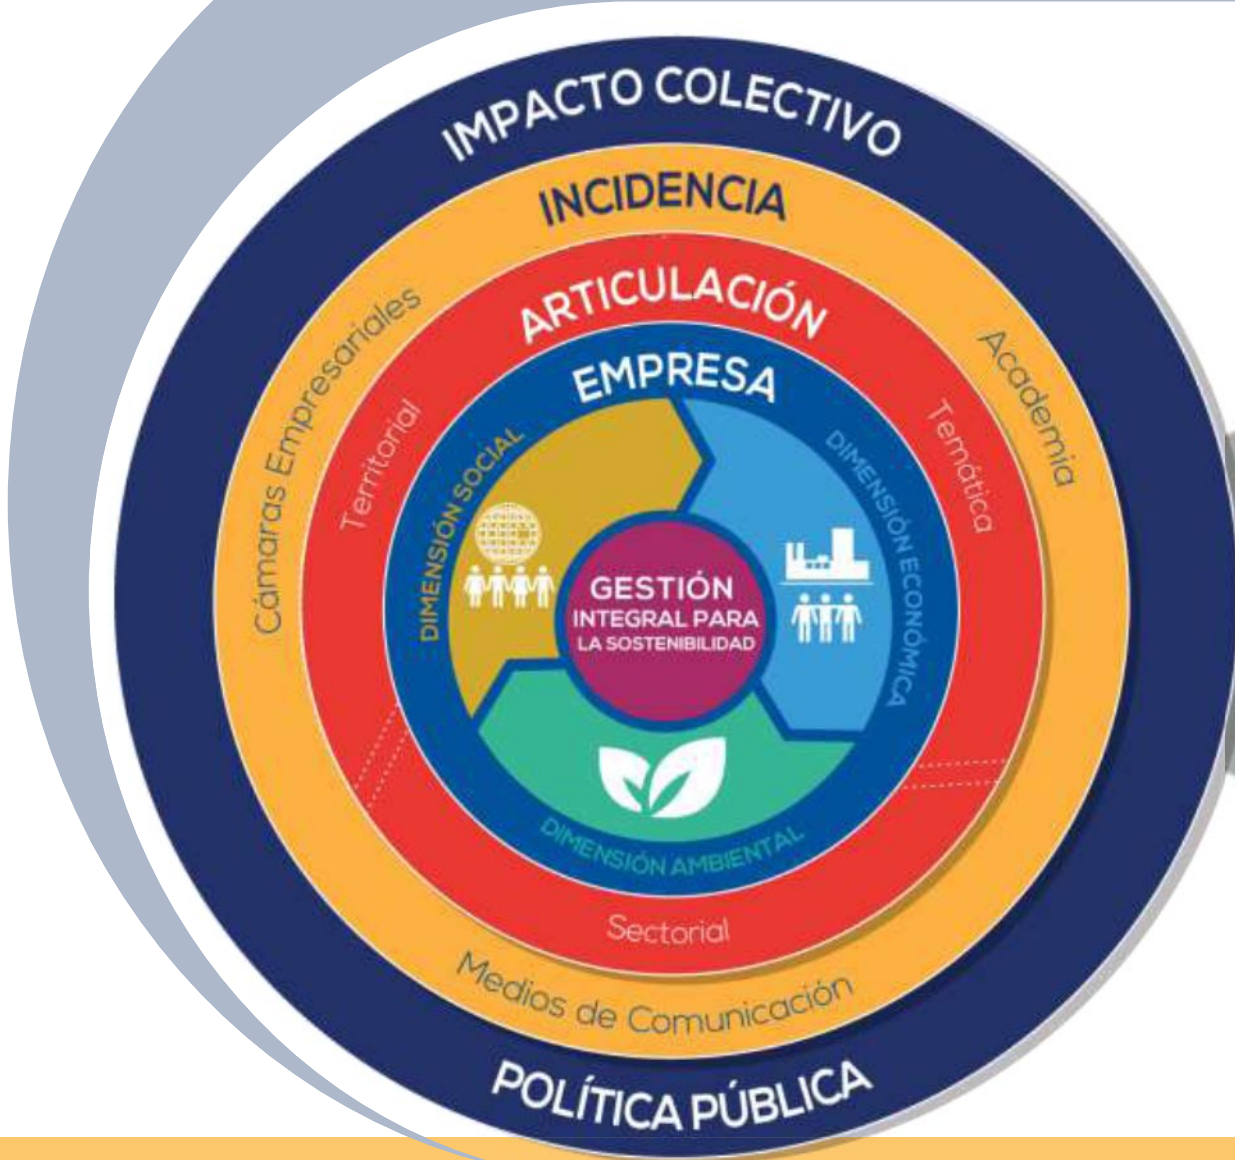 IMPACTO COLECTIVO
INCIDENCIA
ARTICULACIÓN
EMPRESA
Cámaras Empresariales
Academia
Territorial
Temática
DIMENSIÓN SOCIAL
DIMENSIÓN ECONÓMICA
GESTIÓN
INTEGRAL PARA
LA SOSTENIBILIDAD
DIMENSIÓN AMBIENTAL
Sectorial
Medios de Comunicación
POLÍTICA PÚBLICA